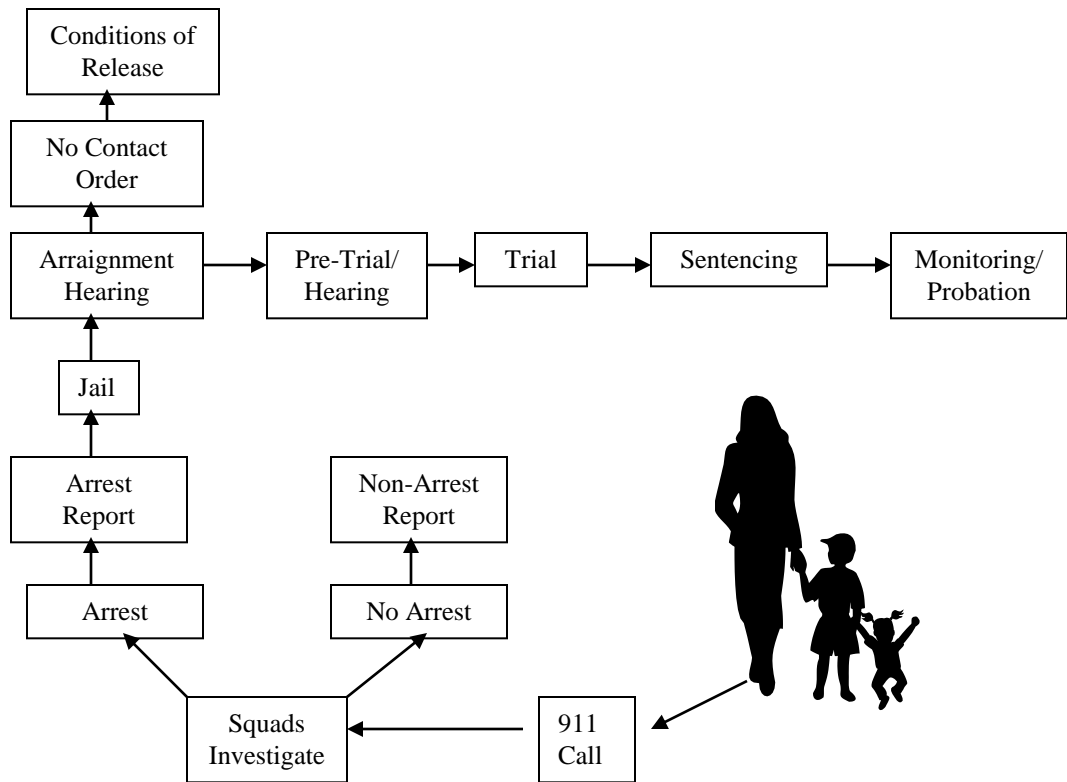 Conditions of
Release
No Contact
Order
Arraignment
Hearing
Pre-Trial/
Hearing
Trial
Sentencing
Monitoring/
Probation
Jail
Arrest
Report
Non-Arrest
Report
Arrest
No Arrest
Squads
Investigate
911
Call